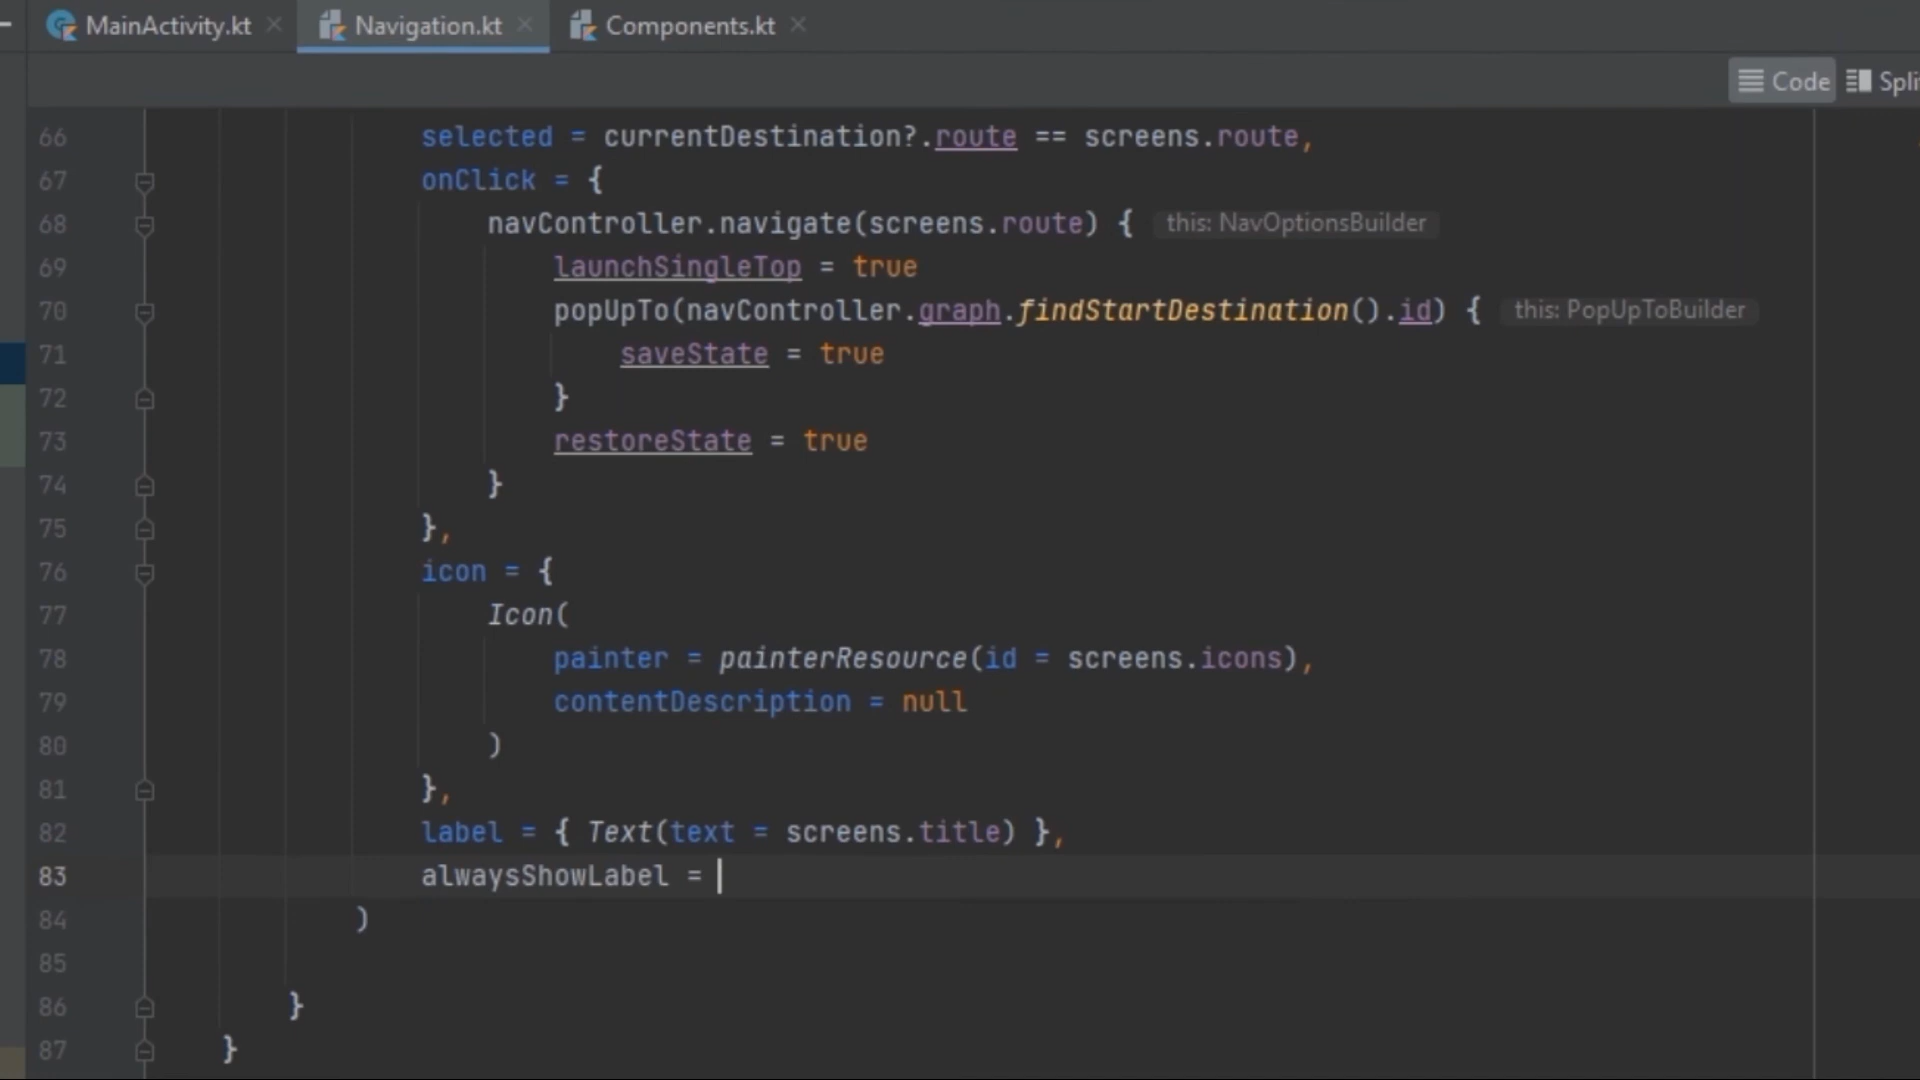 MainActivity.kt Navigation.kt Components.kt
Code Spli
66 selected = currentDestination?.route == screens.route,
67 onClick = {
68 navController.navigate(screens.route) { this: NavOptionsBuilder
69 launchSingleTop = true
70 popUpTo(navController.graph.findStartDestination().id) { this: PopUpToBuilder
71 saveState = true
72 }
73 restoreState = true
74 }
75 },
76 icon = {
77 Icon(
78 painter = painterResource(id = screens.icons),
79 contentDescription = null
80 )
81 },
82 label = { Text(text = screens.title) },
83 alwaysShowLabel =
84 )
85
86 }
87 }